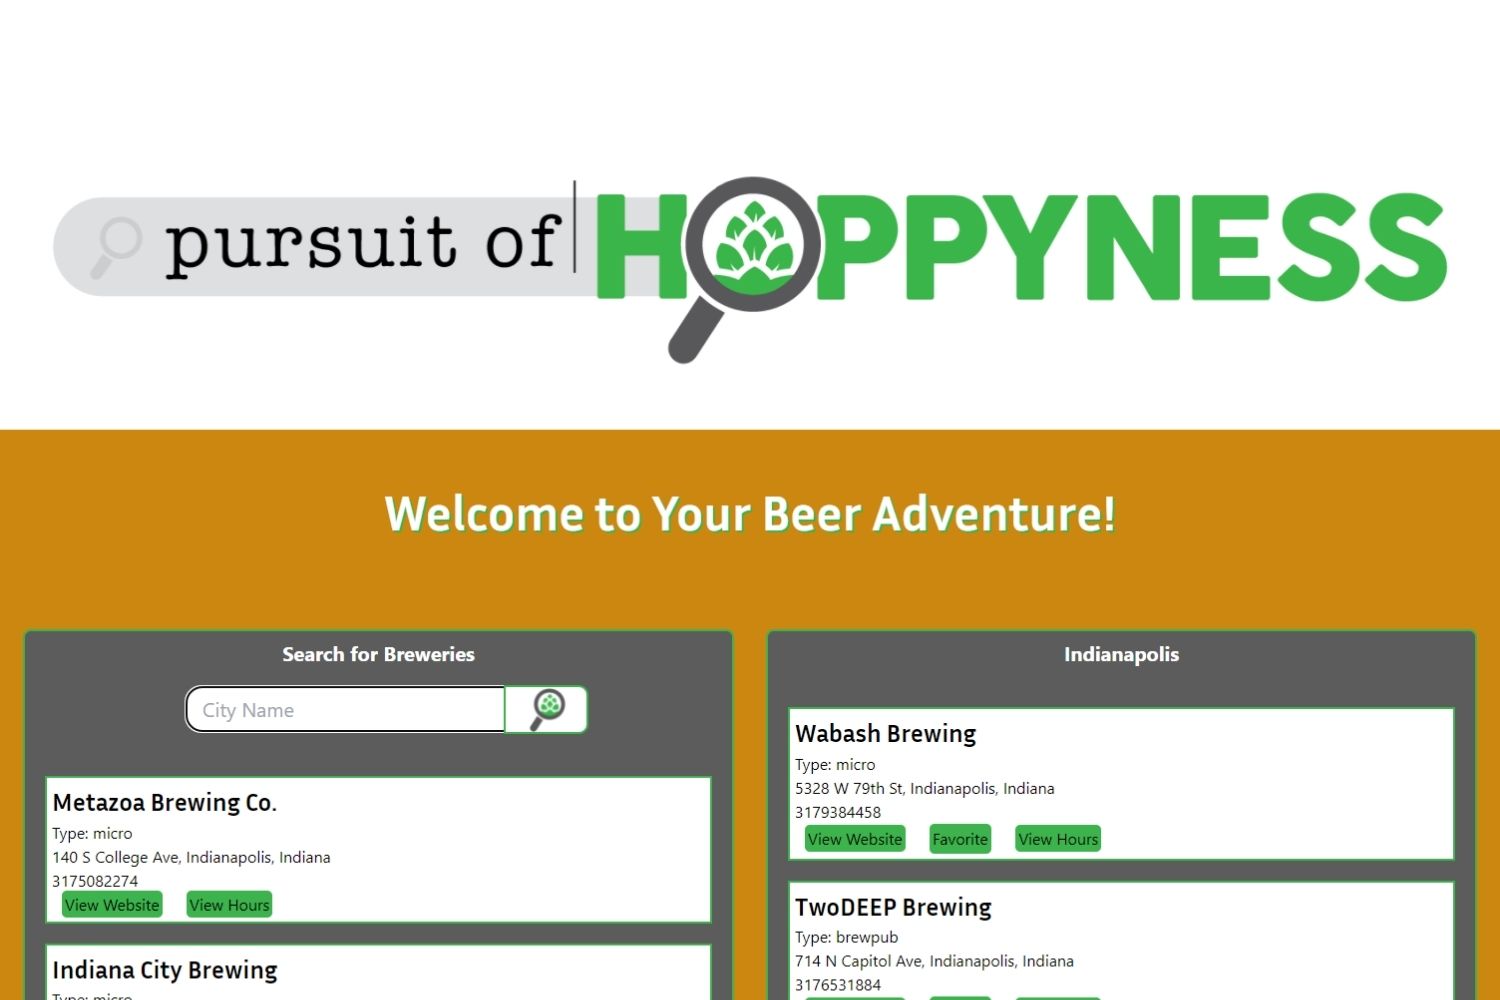 pursuit of HOPPYNESS
Welcome to Your Beer Adventure!
Search for Breweries
City Name
Metazoa Brewing Co.
Type: micro
140 S College Ave, Indianapolis, Indiana
3175082274
View Website View Hours
Indiana City Brewing
Type: micro
Indianapolis
Wabash Brewing
Type: micro
5328 W 79th St, Indianapolis, Indiana
3179384458
View Website Favorite View Hours
TwoDEEP Brewing
Type: brewpub
714 N Capitol Ave, Indianapolis, Indiana
3176531884